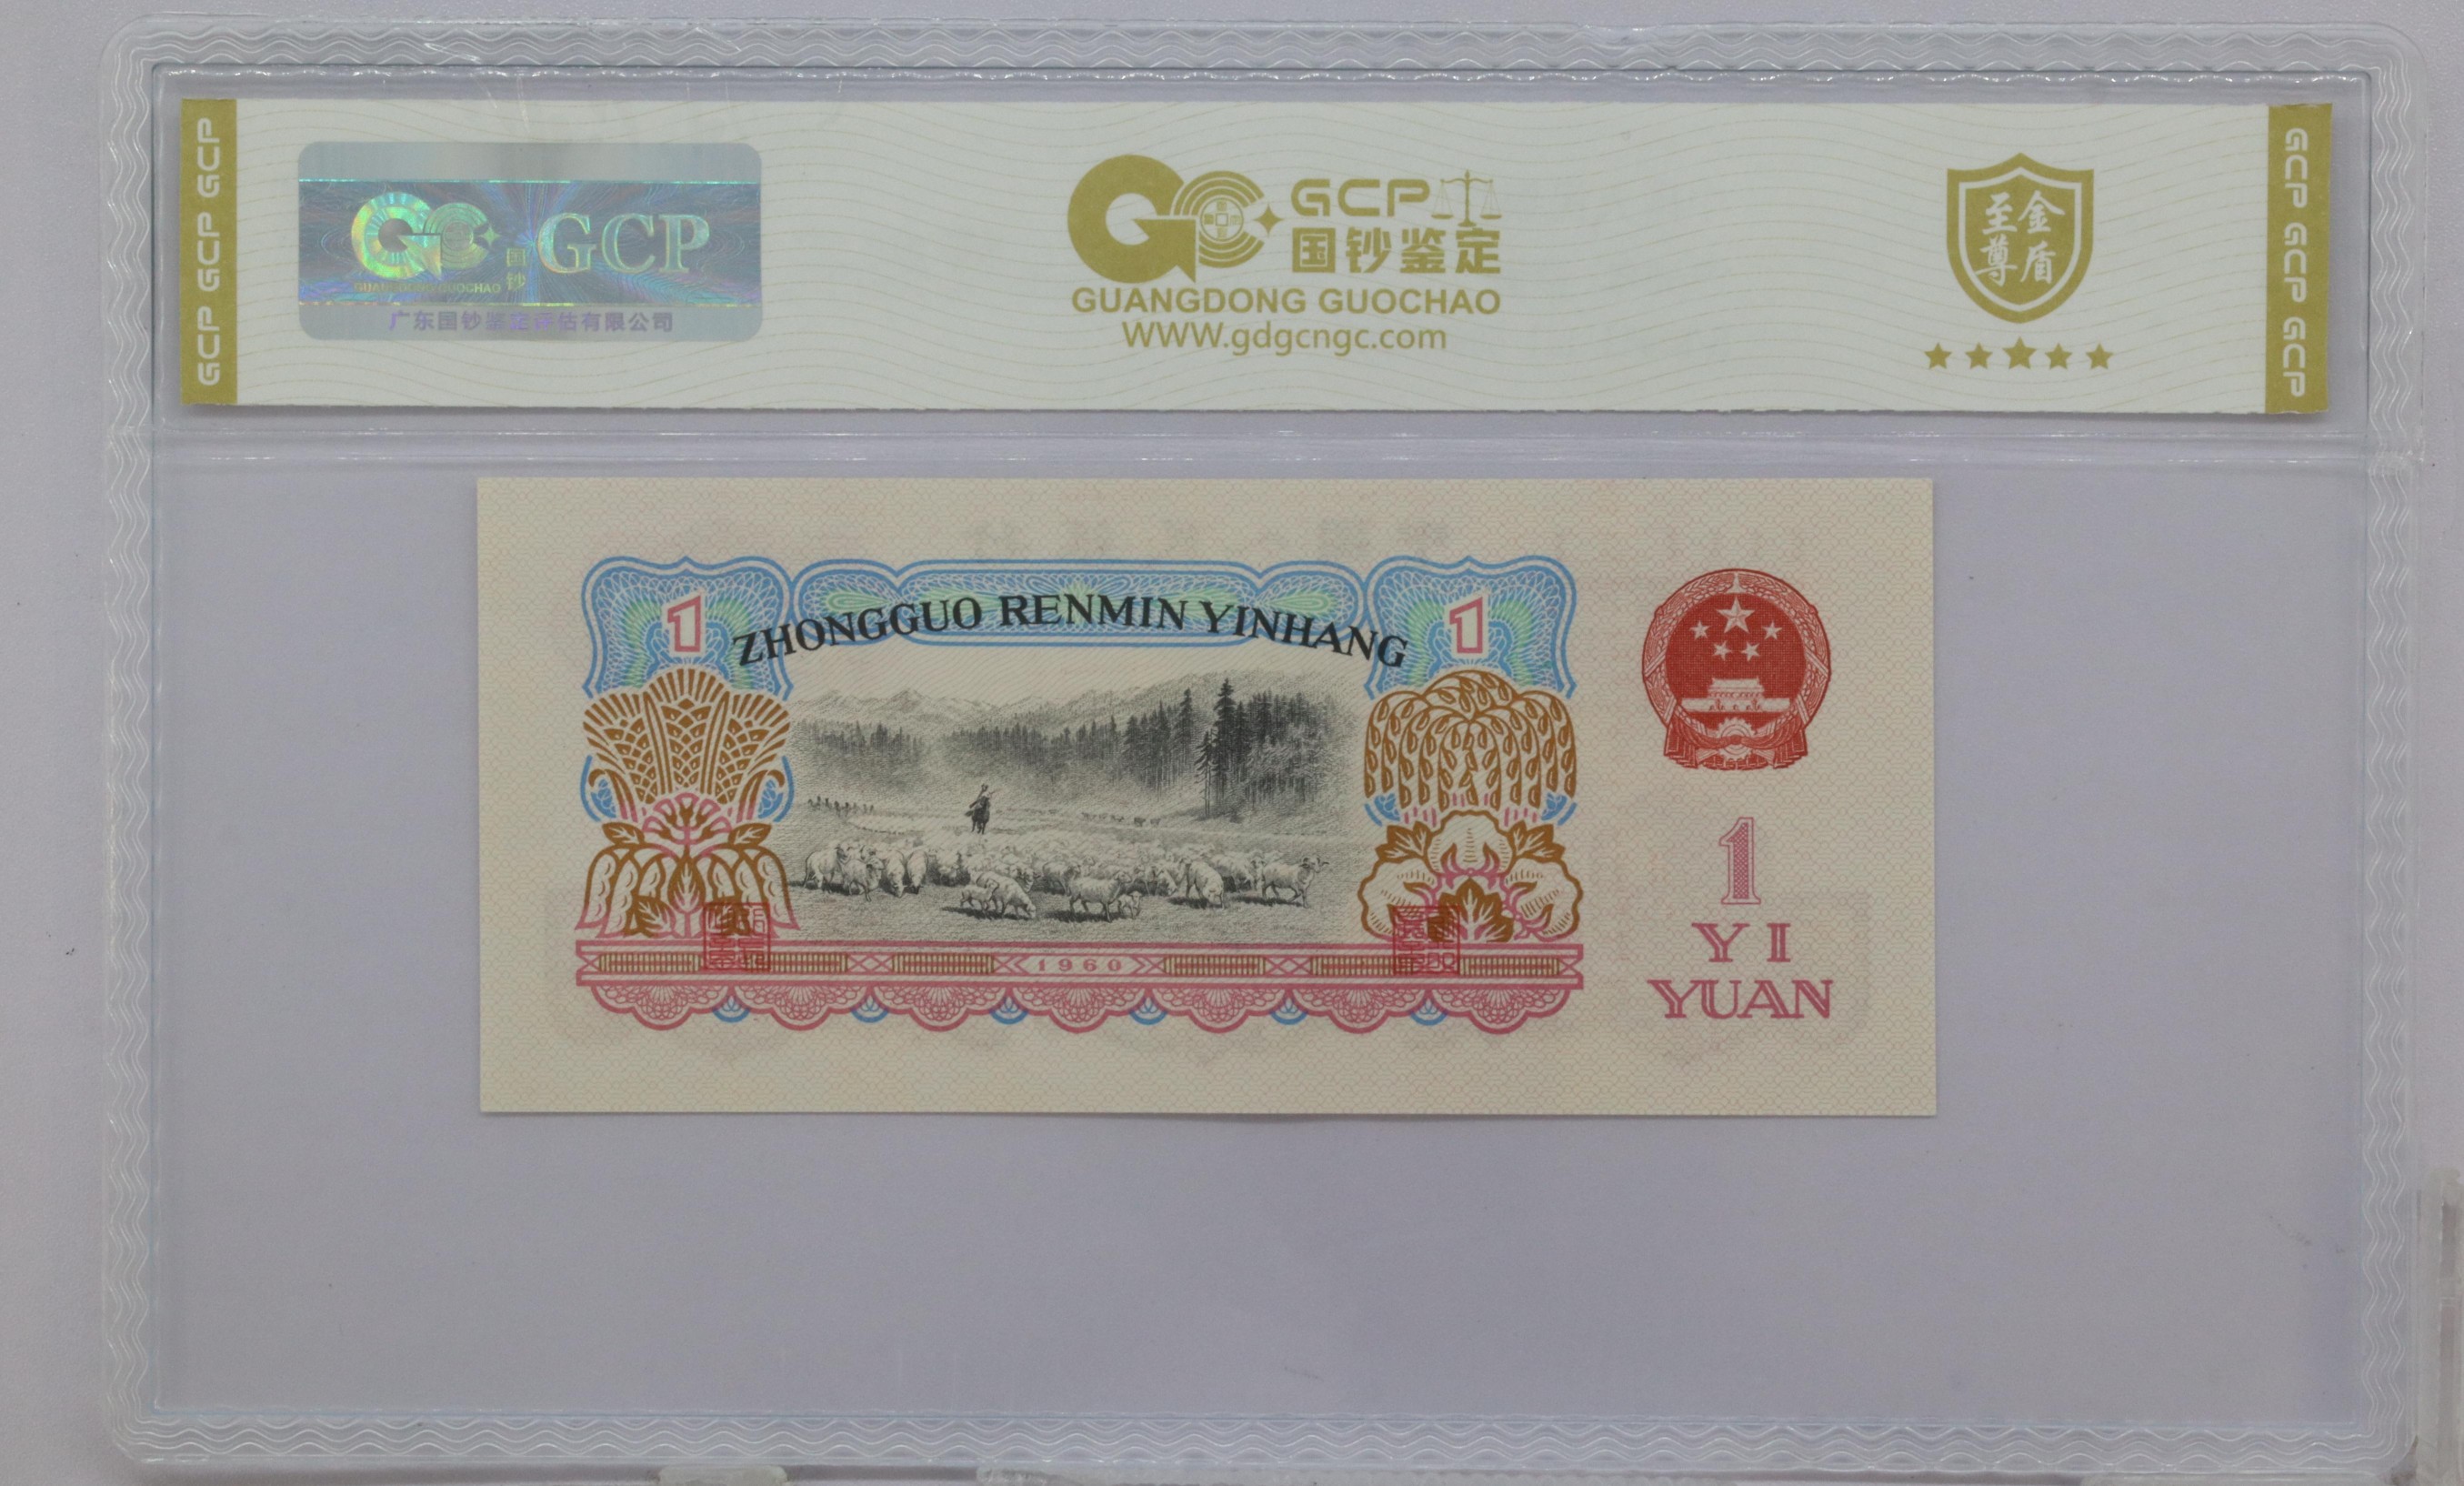 GCP GCP GCP
GC GCP
国钞
GUANGDONG GUOCHAO
广东国钞鉴定评估有限公司
GCP
国钞鉴定
GUANGDONG GUOCHAO
WWW.gdgcngc.com
至尊
金盾
GCP GCP GCP
1
ZHONGGUO RENMIN YINHANG
1
1960
1
YI
YUAN